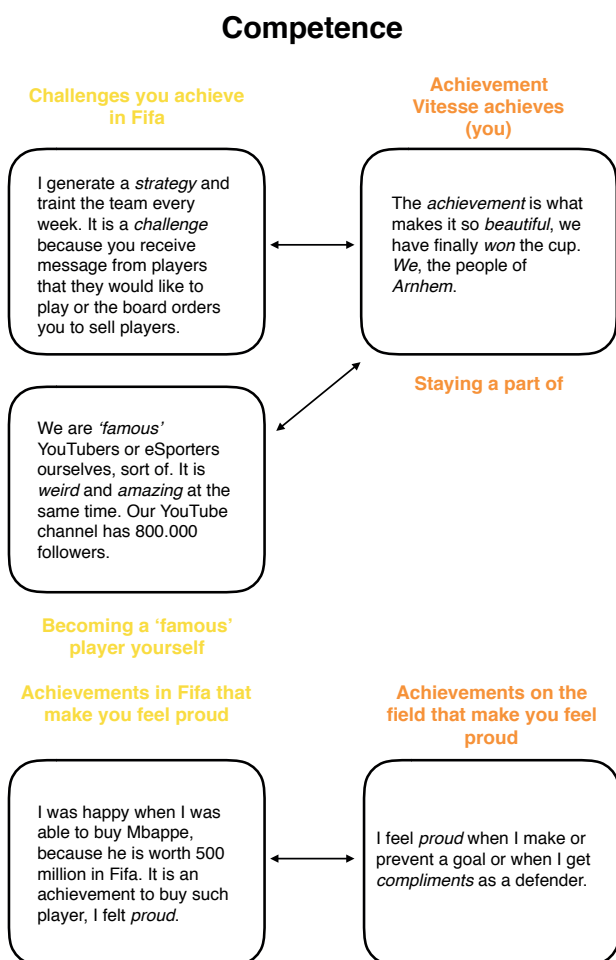 Competence
Challenges you achieve
in Fifa
Achievement
Vitesse achieves
(you)
I generate a strategy and
traint the team every
week. It is a challenge
because you receive
message from players
that they would like to
play or the board orders
you to sell players.
The achievement is what
makes it so beautiful, we
have finally won the cup.
We, the people of
Arnhem.
Staying a part of
We are ‘famous’
YouTubers or eSporters
ourselves, sort of. It is
weird and amazing at the
same time. Our YouTube
channel has 800.000
followers.
Becoming a ‘famous’
player yourself
Achievements in Fifa that
make you feel proud
Achievements on the
field that make you feel
proud
I was happy when I was
able to buy Mbappe,
because he is worth 500
million in Fifa. It is an
achievement to buy such
player, I felt proud.
I feel proud when I make or
prevent a goal or when I get
compliments as a defender.